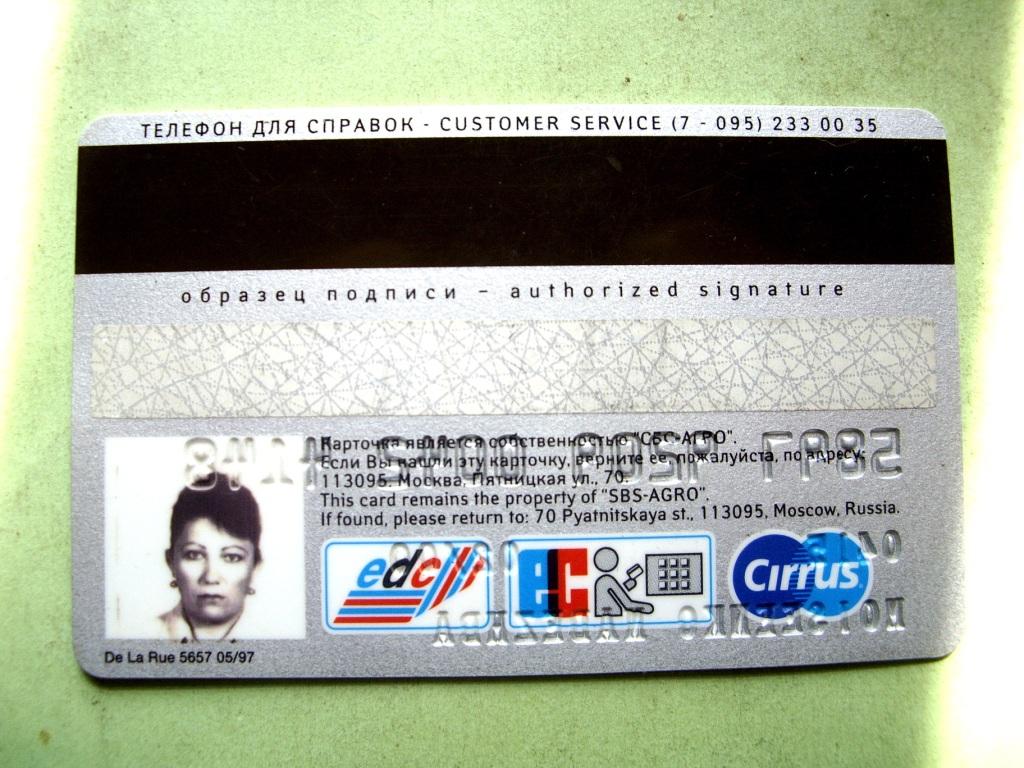 ТЕЛЕФОН ДЛЯ СПРАВОК - CUSTOMER SERVICE (7 - 095) 233 00 35
образец подписи - authorized signature
Карточка является собственностью "СБС-АГРО".
Если Вы нашли эту карточку, верните ее, пожалуйста, по адресу:
113095, Москва, Пятницкая ул., 70.
This card remains the property of "SBS-AGRO".
If found, please return to: 70 Pyatnitskaya st., 113095, Moscow, Russia.
edc
ec
Cirrus
De La Rue 5657 05/97